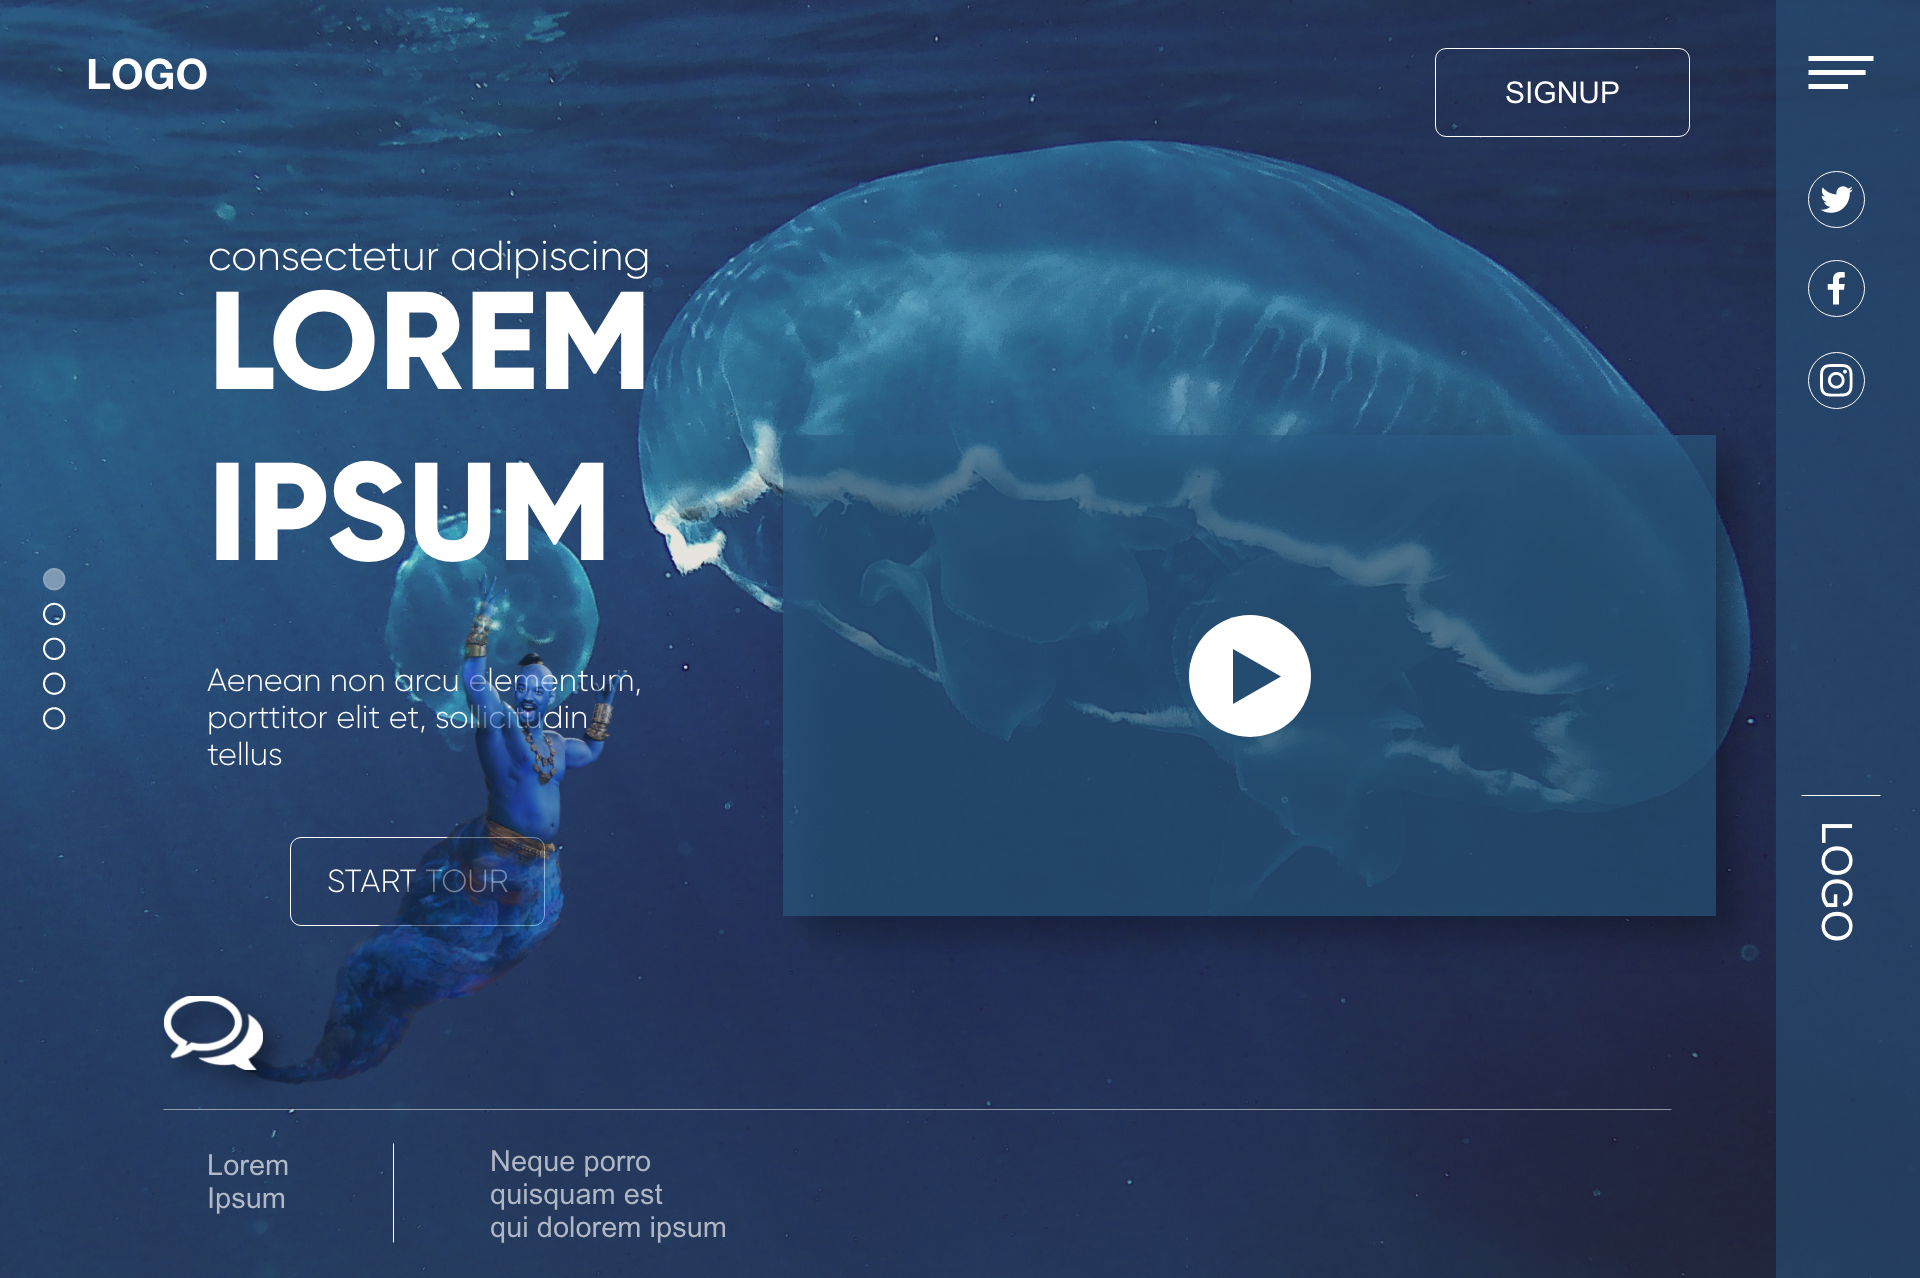 LOGO
SIGNUP
consectetur adipiscing
LOREM
IPSUM
Aenean non arcu elementum,
porttitor elit et, sollicitudin
tellus
START TOUR
LOGO
Lorem
Ipsum
Neque porro
quisquam est
qui dolorem ipsum